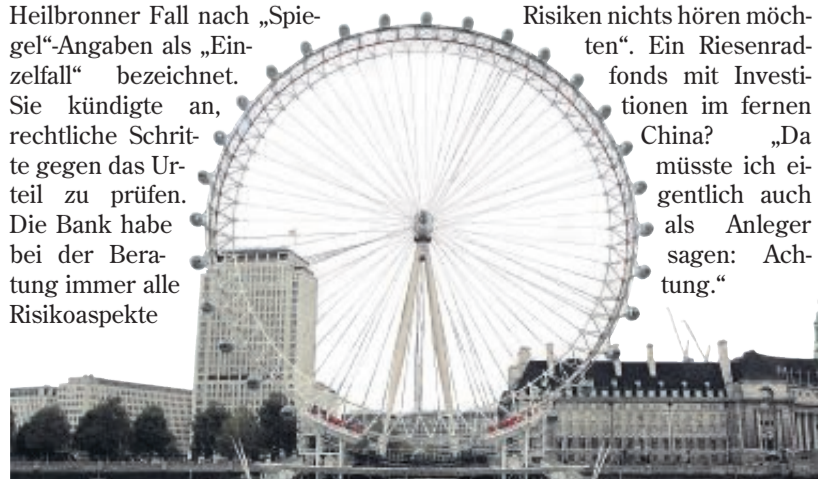 Heilbronner Fall nach „Spie-
gel“-Angaben als „Ein-
zelfall“ bezeichnet.
Sie kündigte an,
rechtliche Schrit-
te gegen das Ur-
teil zu prüfen.
Die Bank habe
bei der Bera-
tung immer alle
Risikoaspekte
Risiken nichts hören möch-
ten“. Ein Riesenrad-
fonds mit Investi-
tionen im fernen
China? „Da
müsste ich ei-
gentlich auch
als Anleger
sagen: Ach-
tung.“